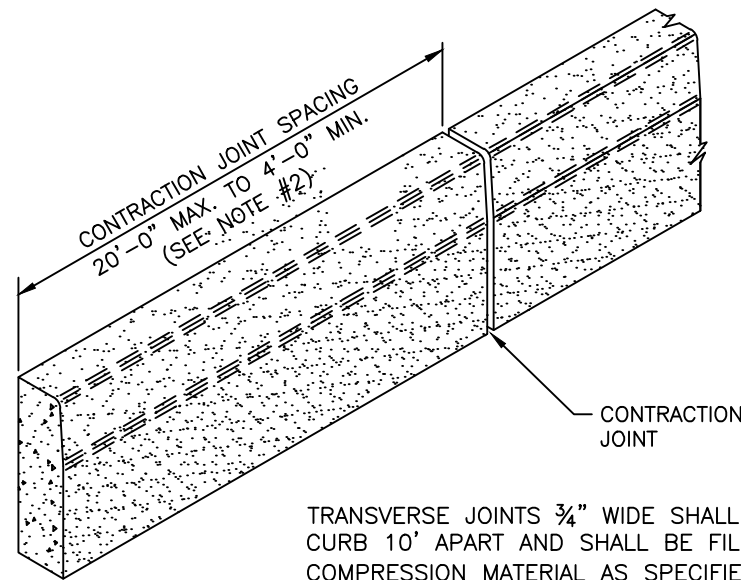 CONTRACTION JOINT SPACING
20'-0" MAX. TO 4'-0" MIN.
(SEE NOTE #2)
CONTRACTION
JOINT
TRANSVERSE JOINTS ¾" WIDE SHALL
CURB 10' APART AND SHALL BE FIL
COMPRESSION MATERIAL AS SPECIFIE